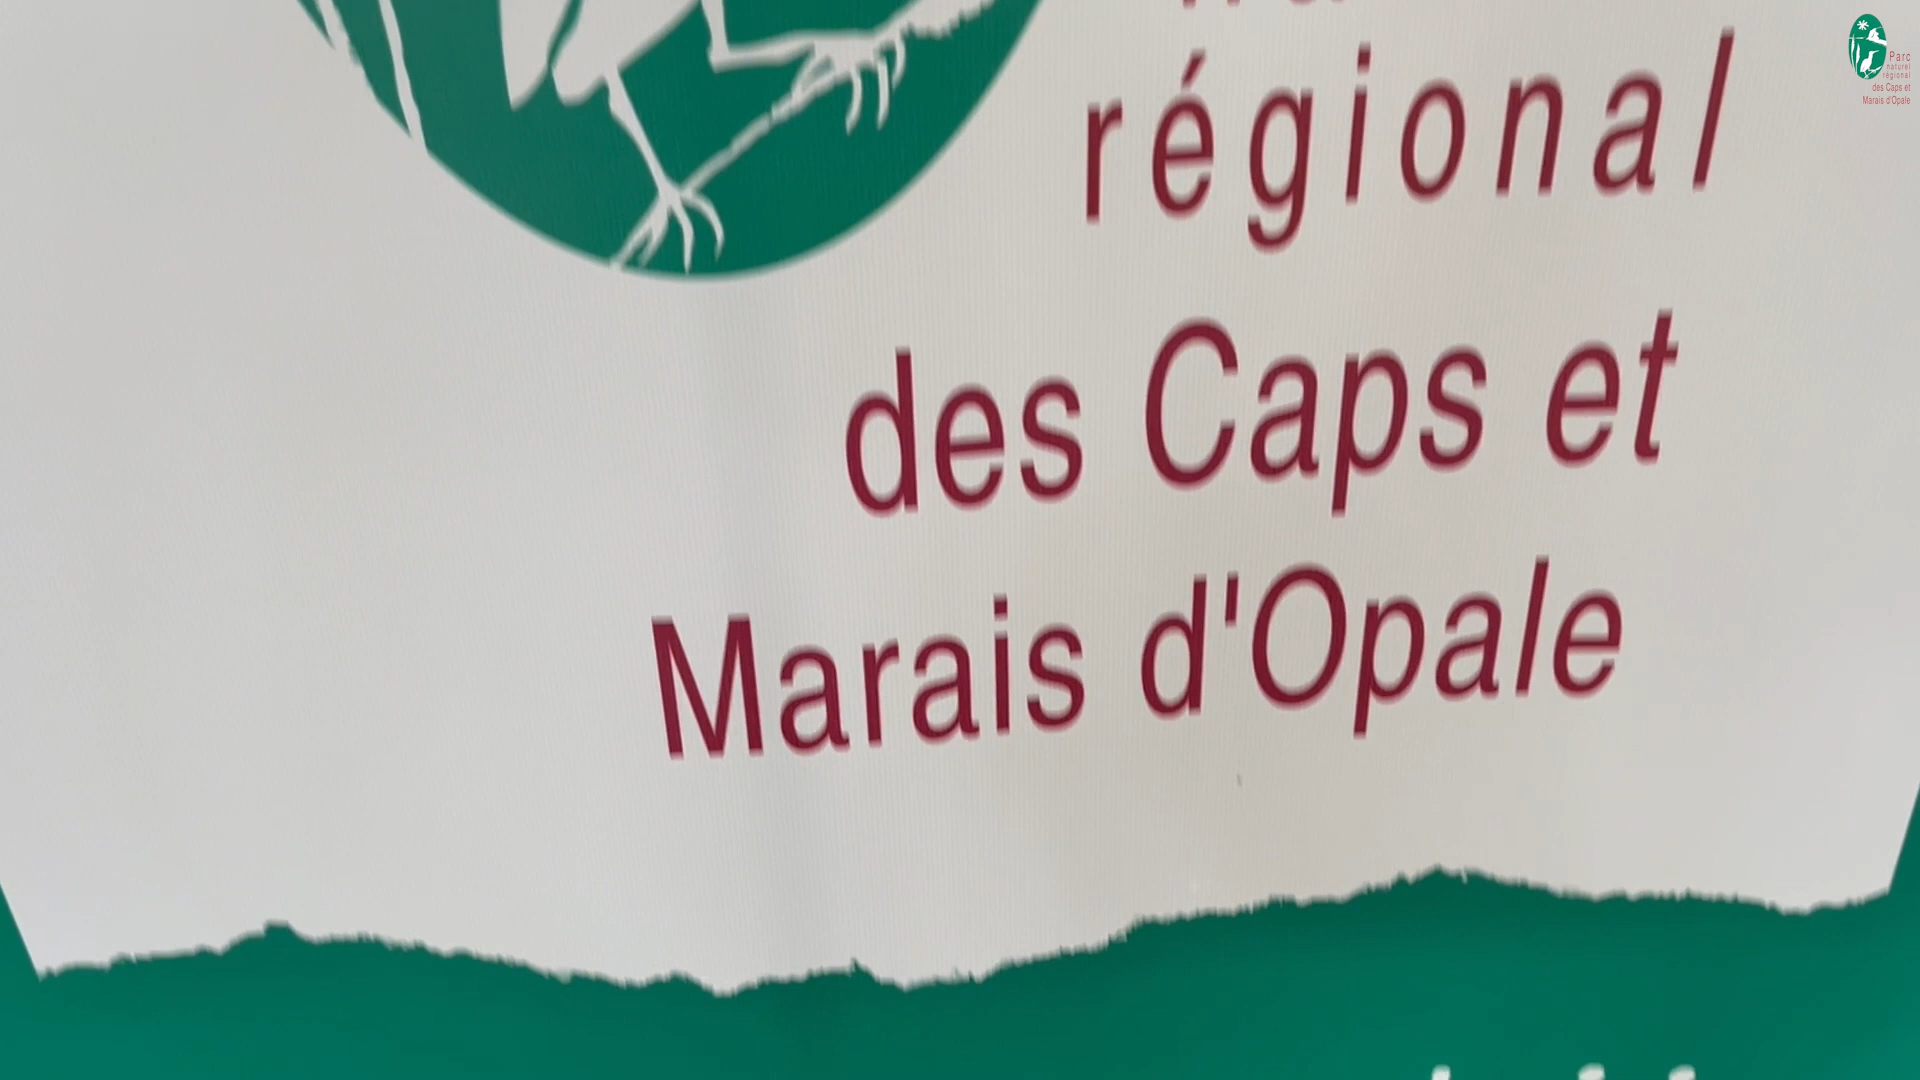 régional
des Caps et
Marais d'Opale
Parc
naturel
régional
des Caps et
Marais d'Opale